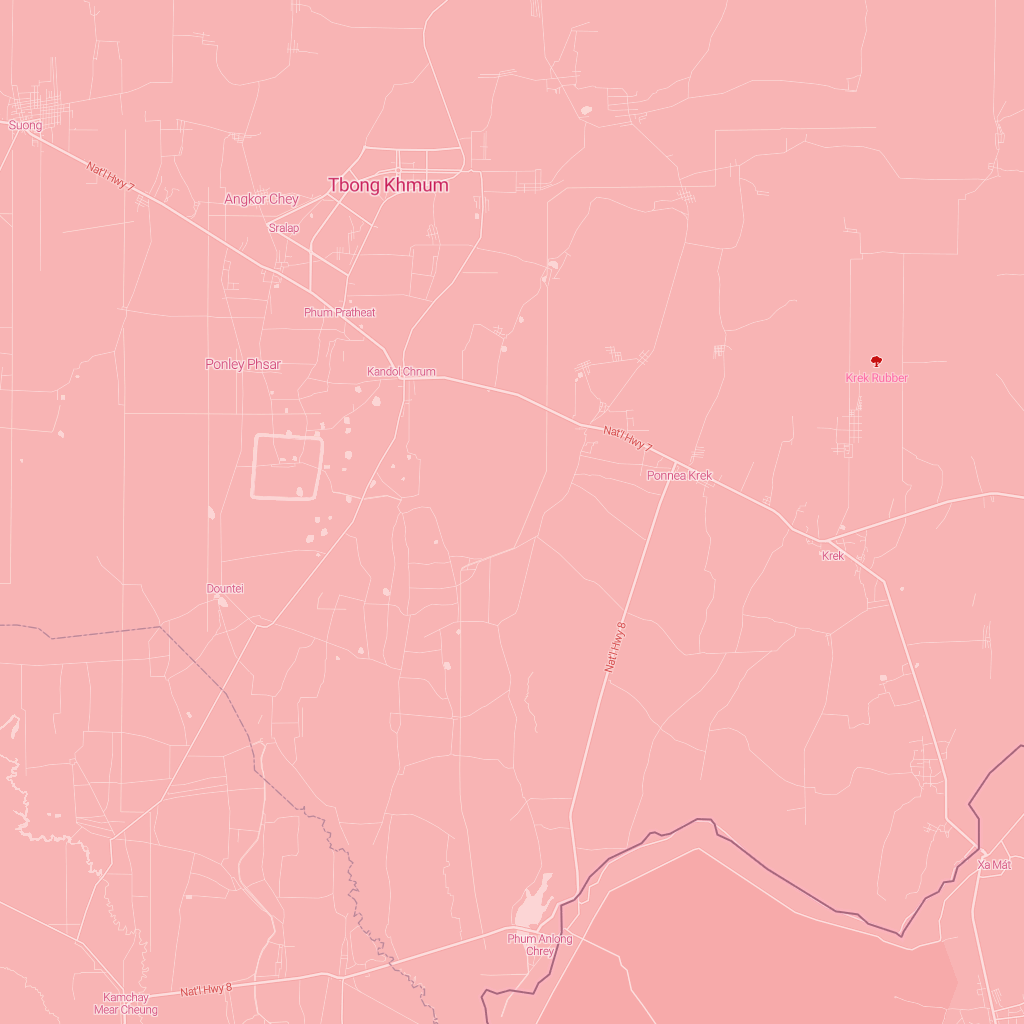 Suong
Nat'l Hwy 7
Tbong Khmum
Angkor Chey
Sralap
Phum Pratheat
Ponley Phsar
Kandol Chrum
Krek Rubber
Nat'l Hwy 7
Ponnea Krek
Krek
Dountei
Nat'l Hwy 8
Xa Mát
Phum Anlong
Chrey
Nat'l Hwy 8
Kamchay
Mear Cheung